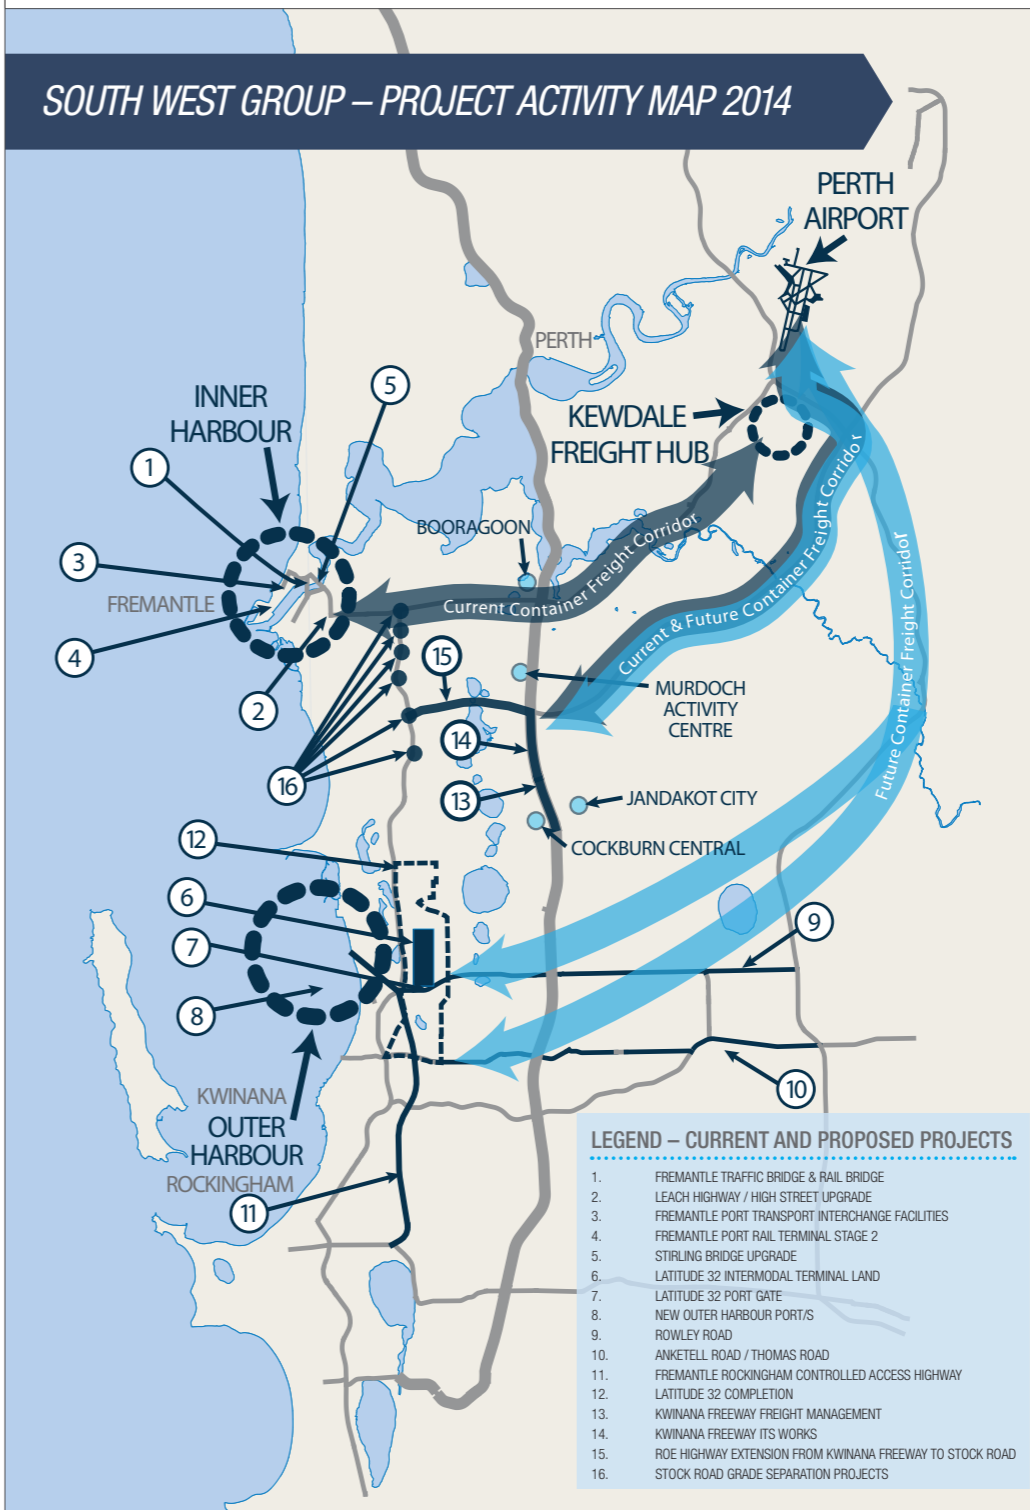 SOUTH WEST GROUP – PROJECT ACTIVITY MAP 2014
PERTH
AIRPORT
PERTH
INNER
HARBOUR
5
KEWDALE
FREIGHT HUB
1
BOORAGOON
3
FREMANTLE
4
2
Current Container Freight Corridor
Current & Future Container Freight Corridor
Future Container Freight Corridor
15
MURDOCH
ACTIVITY
CENTRE
14
16
13
JANDAKOT CITY
COCKBURN CENTRAL
12
6
7
8
9
10
KWINANA
OUTER
HARBOUR
ROCKINGHAM
11
LEGEND – CURRENT AND PROPOSED PROJECTS
1. FREMANTLE TRAFFIC BRIDGE & RAIL BRIDGE
2. LEACH HIGHWAY / HIGH STREET UPGRADE
3. FREMANTLE PORT TRANSPORT INTERCHANGE FACILITIES
4. FREMANTLE PORT RAIL TERMINAL STAGE 2
5. STIRLING BRIDGE UPGRADE
6. LATITUDE 32 INTERMODAL TERMINAL LAND
7. LATITUDE 32 PORT GATE
8. NEW OUTER HARBOUR PORT/S
9. ROWLEY ROAD
10. ANKETELL ROAD / THOMAS ROAD
11. FREMANTLE ROCKINGHAM CONTROLLED ACCESS HIGHWAY
12. LATITUDE 32 COMPLETION
13. KWINANA FREEWAY FREIGHT MANAGEMENT
14. KWINANA FREEWAY ITS WORKS
15. ROE HIGHWAY EXTENSION FROM KWINANA FREEWAY TO STOCK ROAD
16. STOCK ROAD GRADE SEPARATION PROJECTS